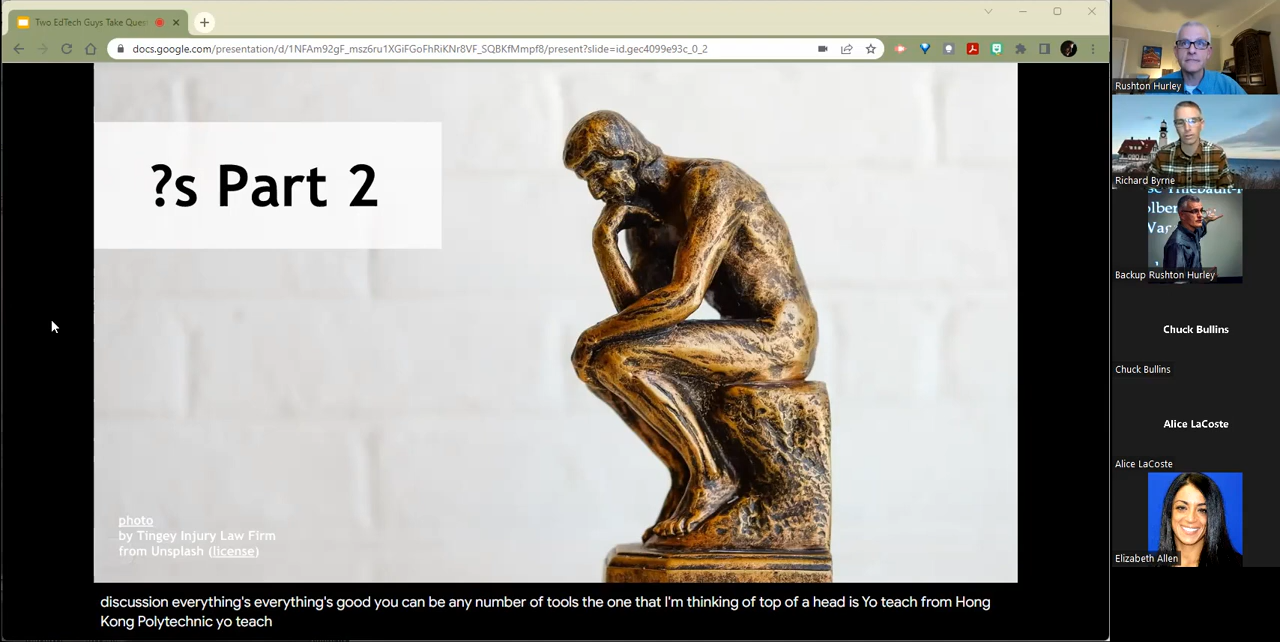 Two EdTech Guys Take Ques
docs.google.com/presentation/d/1NFAm92gF_msz6ru1XGiFGoFhRiKNr8VF_SQBKfMmpf8/present?slide=id.gec4099e93c_0_2
?s Part 2
photo
by Tingey Injury Law Firm
from Unsplash (license)
discussion everything's everything's good you can be any number of tools the one that I'm thinking of top of a head is Yo teach from Hong
Kong Polytechnic yo teach
Rushton Hurley
Richard Byrne
Backup Rushton Hurley
Chuck Bullins
Chuck Bullins
Alice LaCoste
Alice LaCoste
Elizabeth Allen